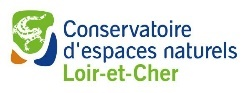 Conservatoire
d'espaces naturels
Loir-et-Cher